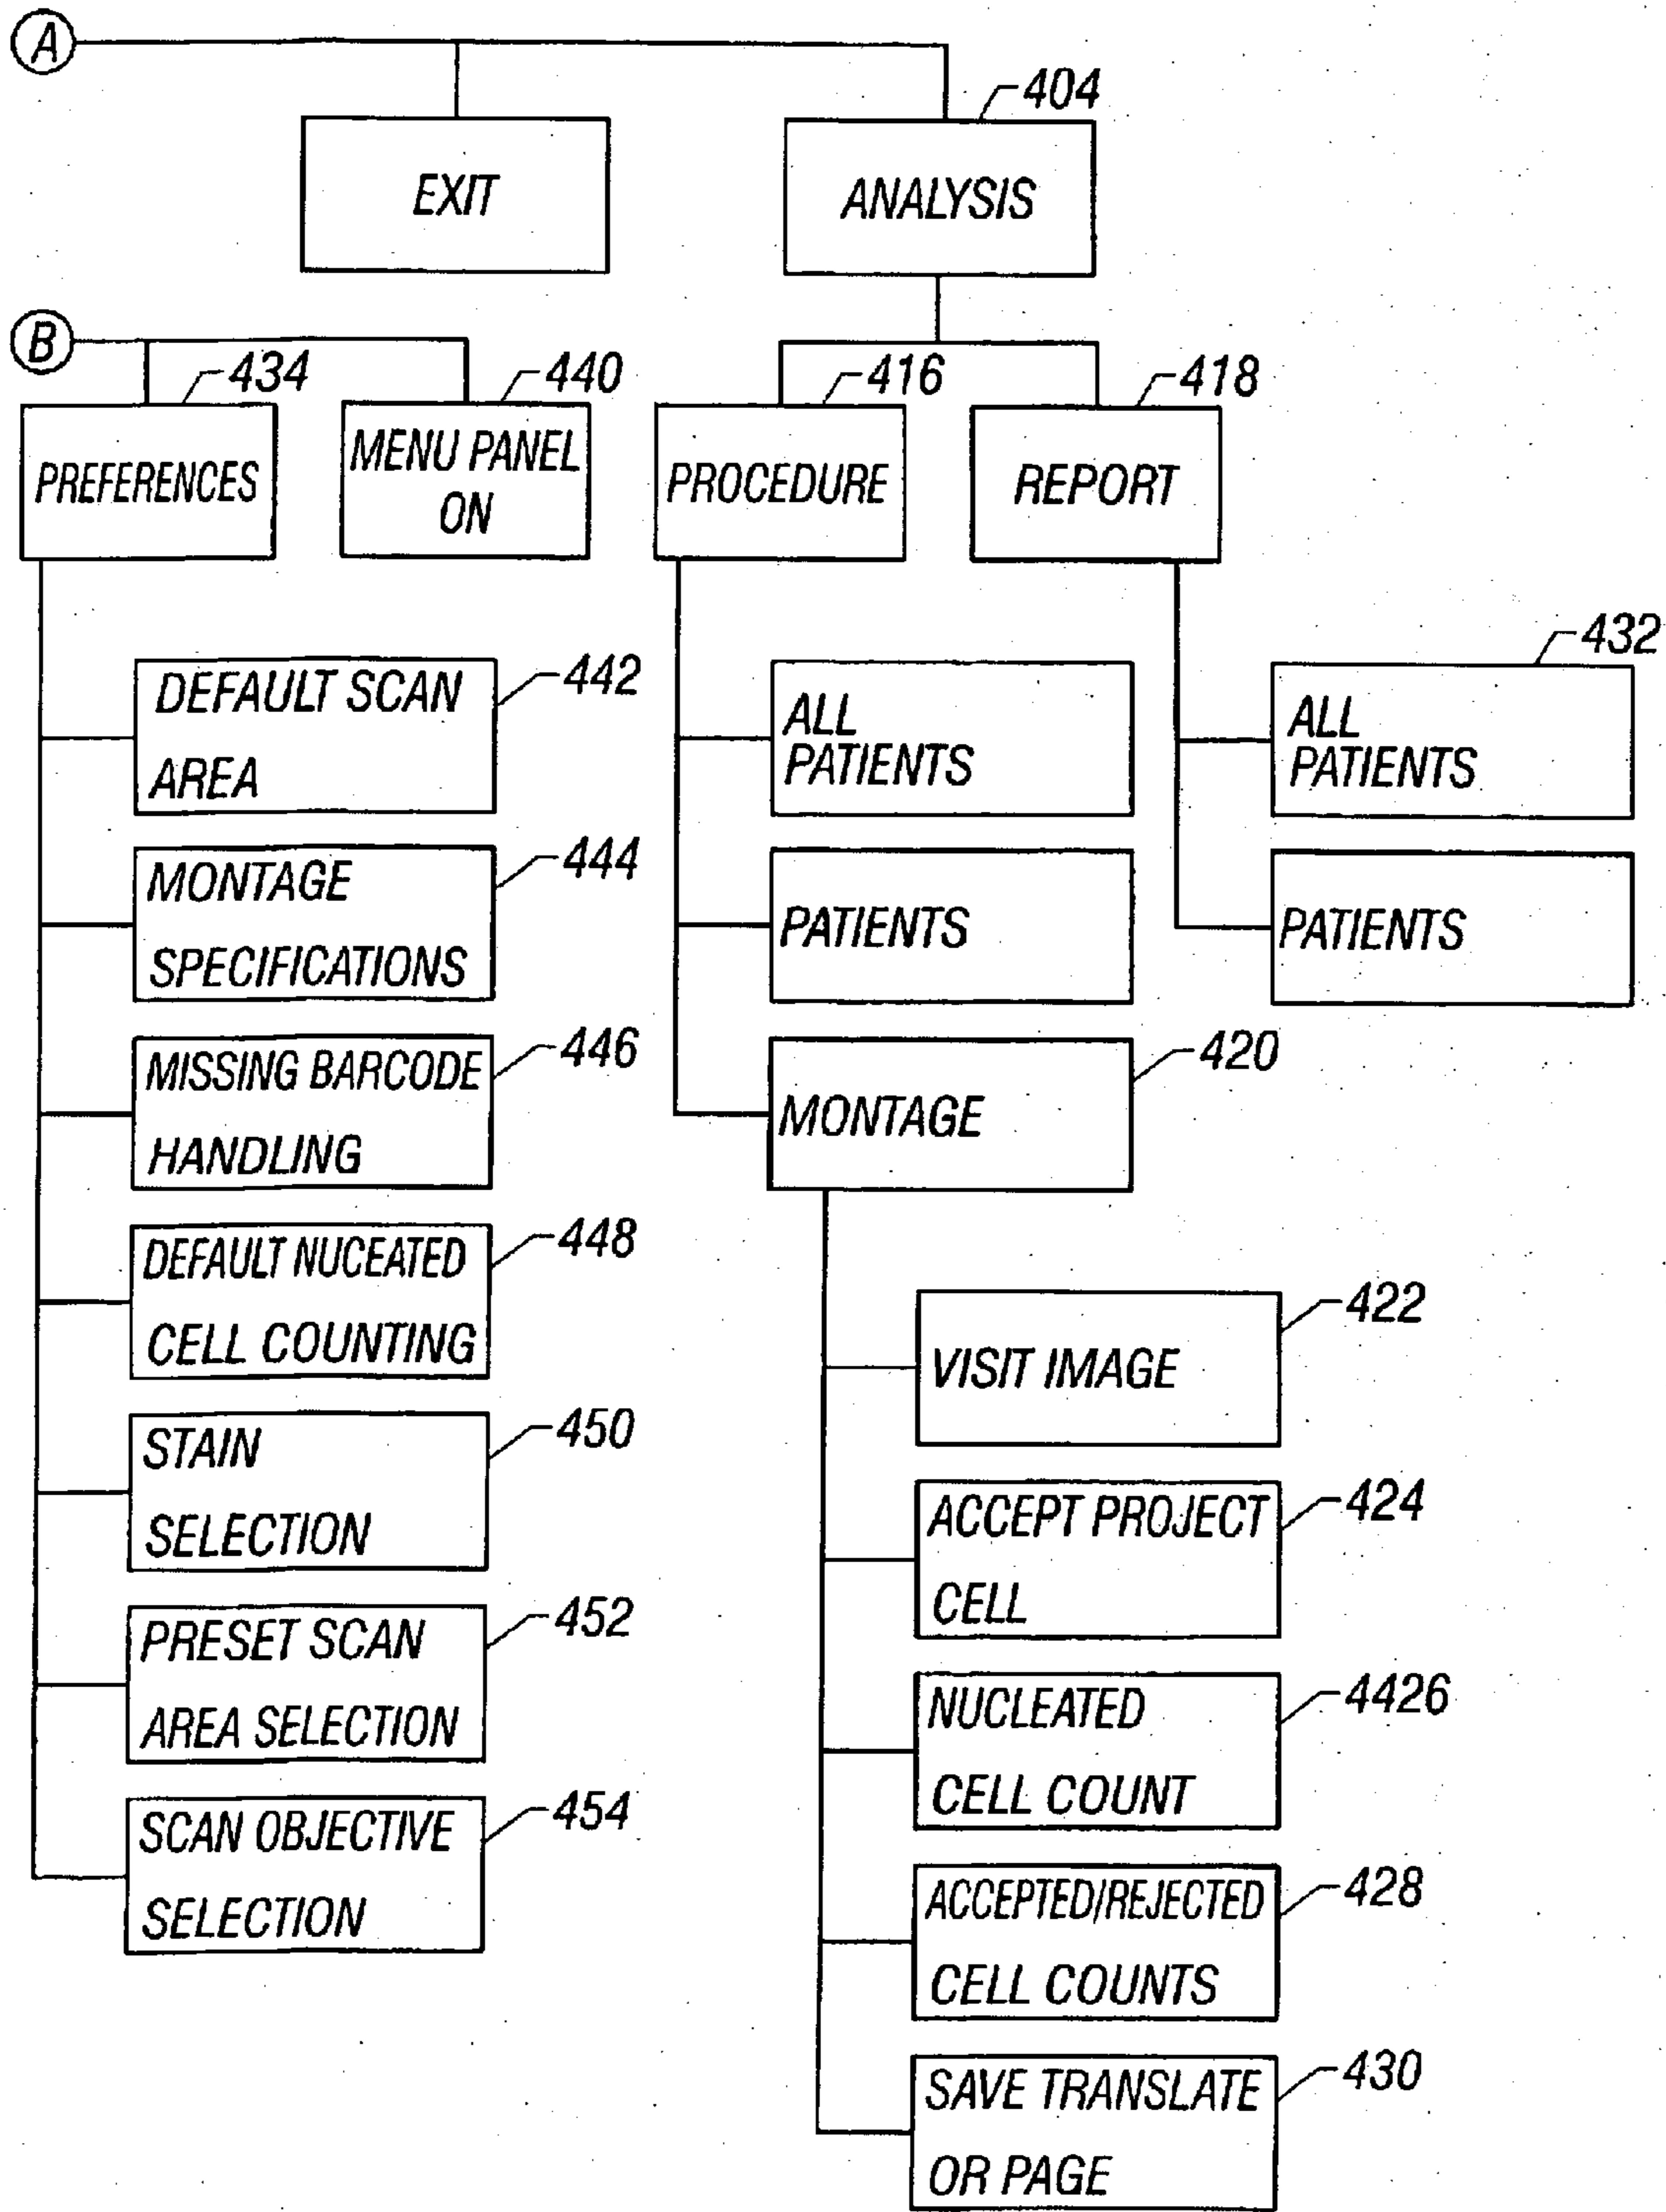 A
404
EXIT
ANALYSIS
B
434
440
416
418
PREFERENCES
MENU PANEL
ON
PROCEDURE
REPORT
442
DEFAULT SCAN
AREA
444
MONTAGE
SPECIFICATIONS
446
MISSING BARCODE
HANDLING
448
DEFAULT NUCEATED
CELL COUNTING
450
STAIN
SELECTION
452
PRESET SCAN
AREA SELECTION
454
SCAN OBJECTIVE
SELECTION
ALL
PATIENTS
PATIENTS
420
MONTAGE
422
VISIT IMAGE
424
ACCEPT PROJECT
CELL
4426
NUCLEATED
CELL COUNT
428
ACCEPTED/REJECTED
CELL COUNTS
430
SAVE TRANSLATE
OR PAGE
432
ALL
PATIENTS
PATIENTS